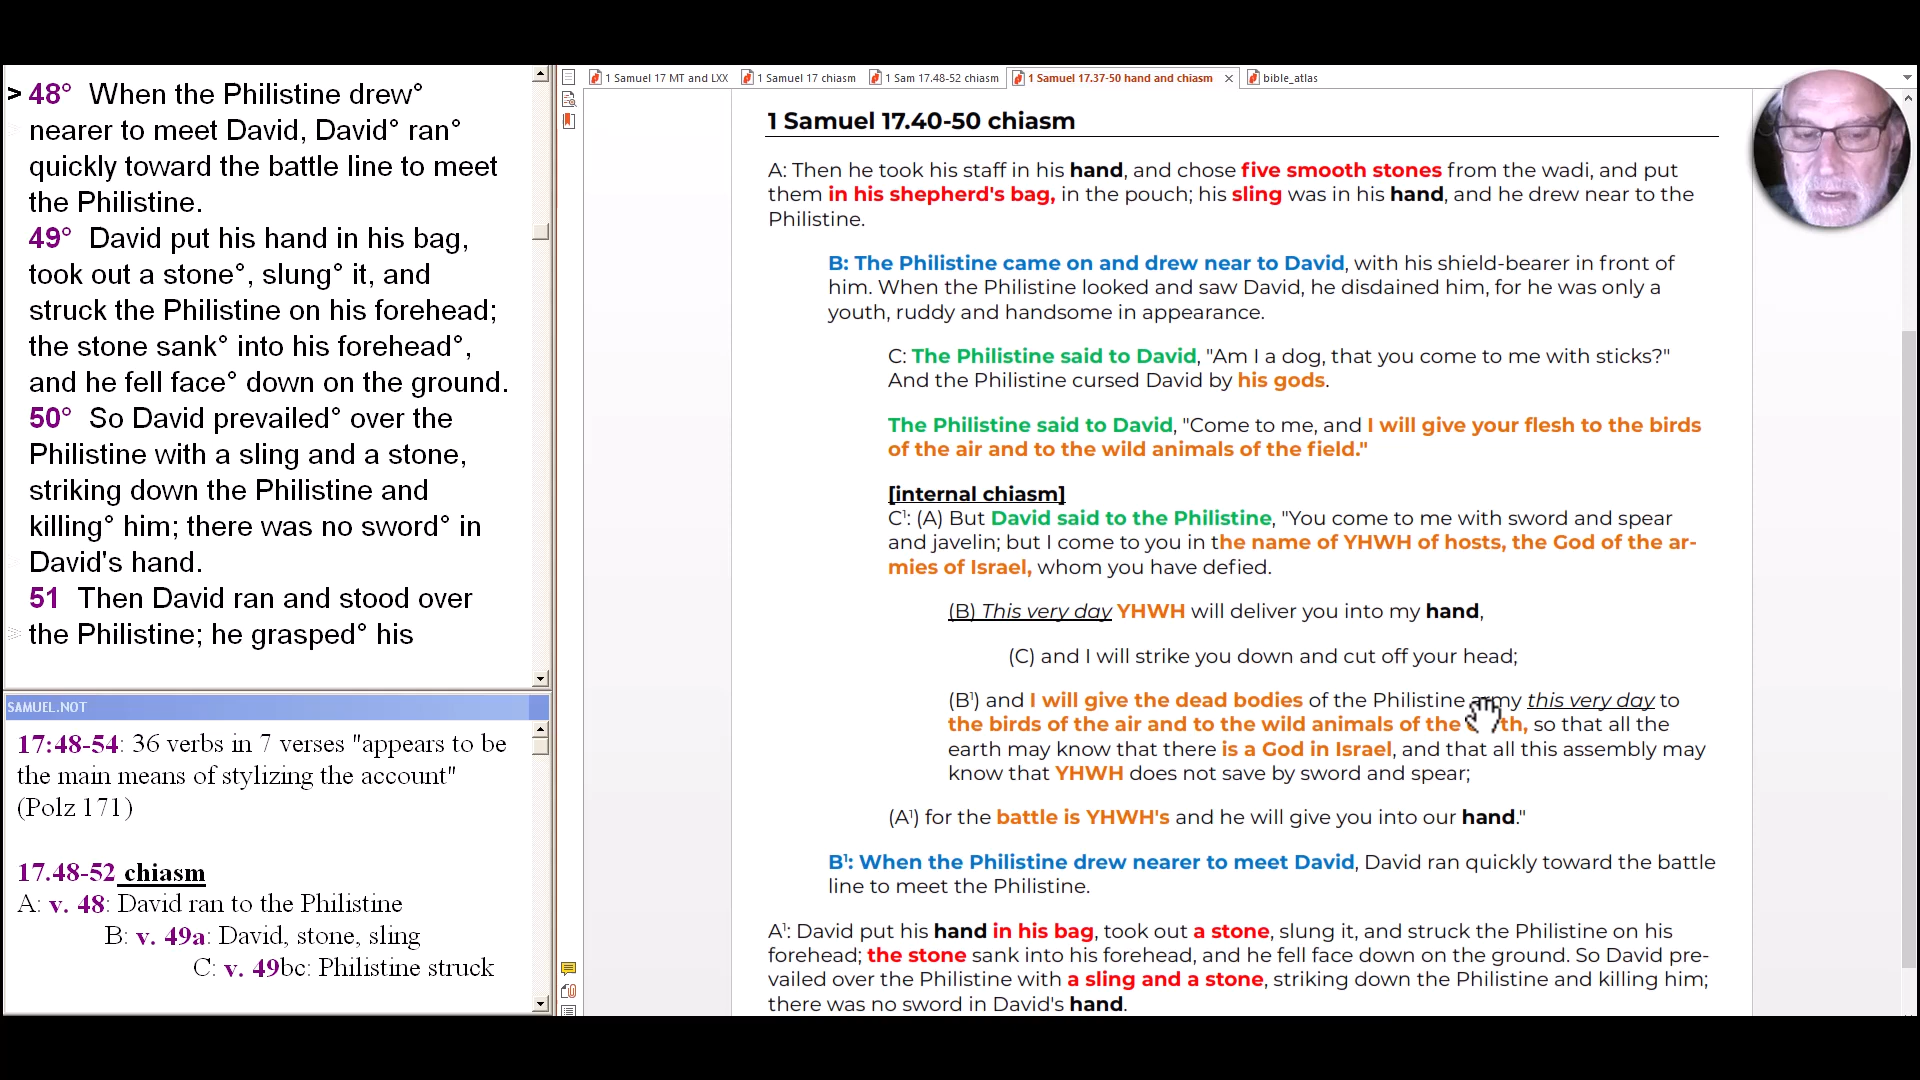 > 48° When the Philistine drew°
nearer to meet David, David° ran°
quickly toward the battle line to meet
the Philistine.
49° David put his hand in his bag,
took out a stone°, slung° it, and
struck the Philistine on his forehead;
the stone sank° into his forehead°,
and he fell face° down on the ground.
50° So David prevailed° over the
Philistine with a sling and a stone,
striking down the Philistine and
killing° him; there was no sword° in
David's hand.
51 Then David ran and stood over
the Philistine; he grasped° his
SAMUEL.NOT
17:48-54: 36 verbs in 7 verses "appears to be
the main means of stylizing the account"
(Polz 171)
17.48-52 chiasm
A: v. 48: David ran to the Philistine
B: v. 49a: David, stone, sling
C: v. 49bc: Philistine struck
1 Samuel 17 MT and LXX
1 Samuel 17 chiasm
1 Sam 17.48-52 chiasm
1 Samuel 17.37-50 hand and chiasm
bible_atlas
1 Samuel 17.40-50 chiasm
A: Then he took his staff in his hand, and chose five smooth stones from the wadi, and put
them in his shepherd's bag, in the pouch; his sling was in his hand, and he drew near to the
Philistine.
B: The Philistine came on and drew near to David, with his shield-bearer in front of
him. When the Philistine looked and saw David, he disdained him, for he was only a
youth, ruddy and handsome in appearance.
C: The Philistine said to David, "Am I a dog, that you come to me with sticks?"
And the Philistine cursed David by his gods.
The Philistine said to David, "Come to me, and I will give your flesh to the birds
of the air and to the wild animals of the field."
[internal chiasm]
C¹: (A) But David said to the Philistine, "You come to me with sword and spear
and javelin; but I come to you in the name of YHWH of hosts, the God of the ar-
mies of Israel, whom you have defied.
(B) This very day YHWH will deliver you into my hand,
(C) and I will strike you down and cut off your head;
(B¹) and I will give the dead bodies of the Philistine this very day to
the birds of the air and to the wild animals of the so that all the
earth may know that there is a God in Israel, and that all this assembly may
know that YHWH does not save by sword and spear;
(A¹) for the battle is YHWH's and he will give you into our hand."
B¹: When the Philistine drew nearer to meet David, David ran quickly toward the battle
line to meet the Philistine.
A¹: David put his hand in his bag, took out a stone, slung it, and struck the Philistine on his
forehead; the stone sank into his forehead, and he fell face down on the ground. So David pre-
vailed over the Philistine with a sling and a stone, striking down the Philistine and killing him;
there was no sword in David's hand.